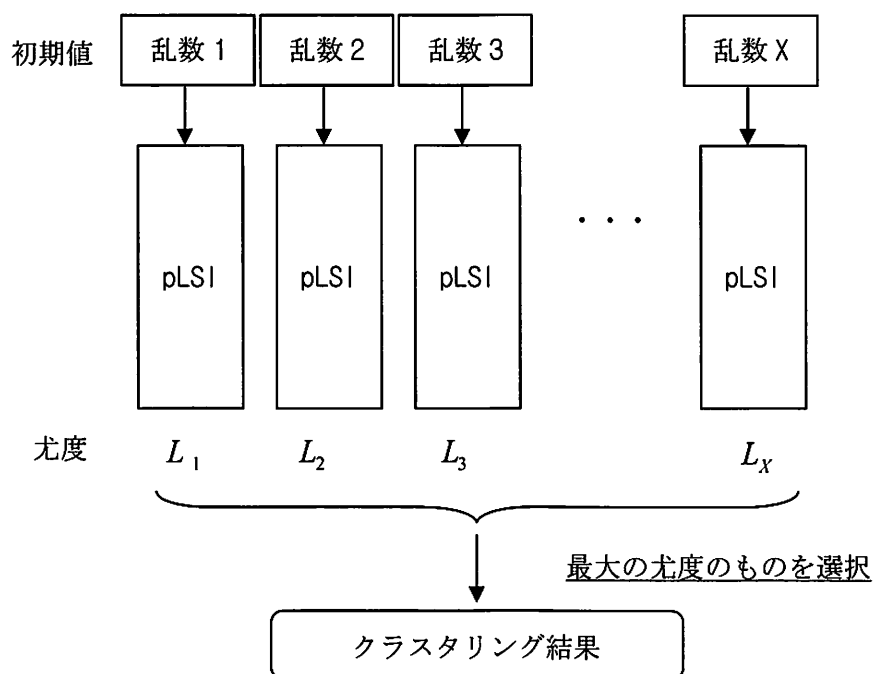 初期値 乱数1 乱数2 乱数3 乱数X
pLSI pLSI pLSI ・・・ pLSI
尤度 L₁ L₂ L₃ L_X
最大の尤度のものを選択
クラスタリング結果